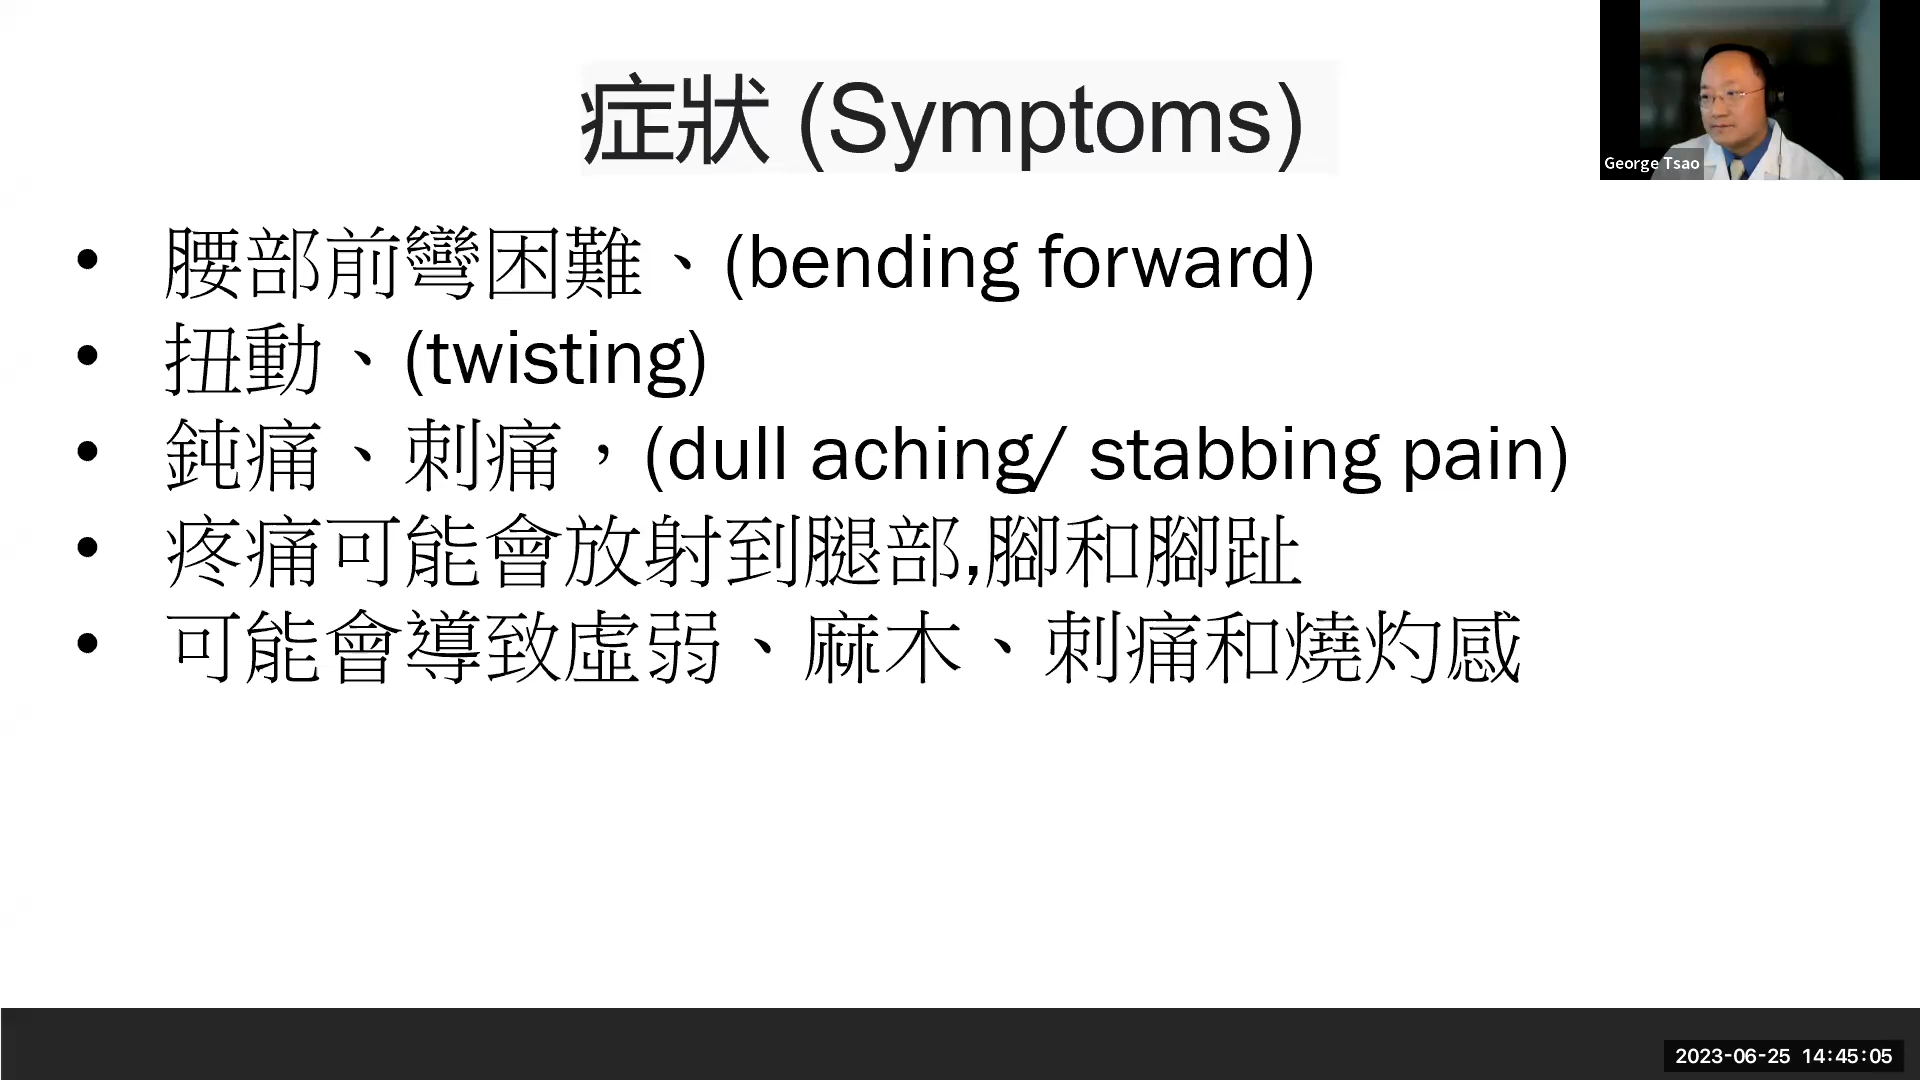 症狀 (Symptoms)
George Tsao
• 腰部前彎困難、(bending forward)
• 扭動、(twisting)
• 鈍痛、刺痛，(dull aching/ stabbing pain)
• 疼痛可能會放射到腿部,腳和腳趾
• 可能會導致虛弱、麻木、刺痛和燒灼感
2023-06-25 14:45:05